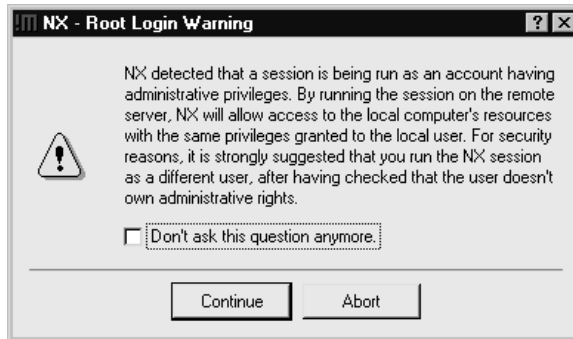 !M NX - Root Login Warning
NX detected that a session is being run as an account having
administrative privileges. By running the session on the remote
server, NX will allow access to the local computer's resources
with the same privileges granted to the local user. For security
reasons, it is strongly suggested that you run the NX session
as a different user, after having checked that the user doesn't
own administrative rights.
Don't ask this question anymore.
Continue
Abort